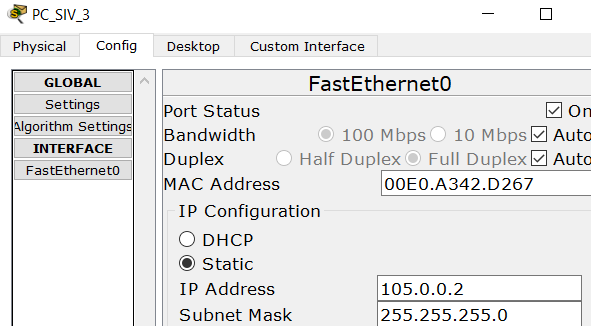 PC_SIV_3
Physical Config Desktop Custom Interface
GLOBAL
Settings
Algorithm Settings
INTERFACE
FastEthernet0
FastEthernet0
Port Status On
Bandwidth 100 Mbps 10 Mbps Auto
Duplex Half Duplex Full Duplex Auto
MAC Address 00E0.A342.D267
IP Configuration
DHCP
Static
IP Address 105.0.0.2
Subnet Mask 255.255.255.0